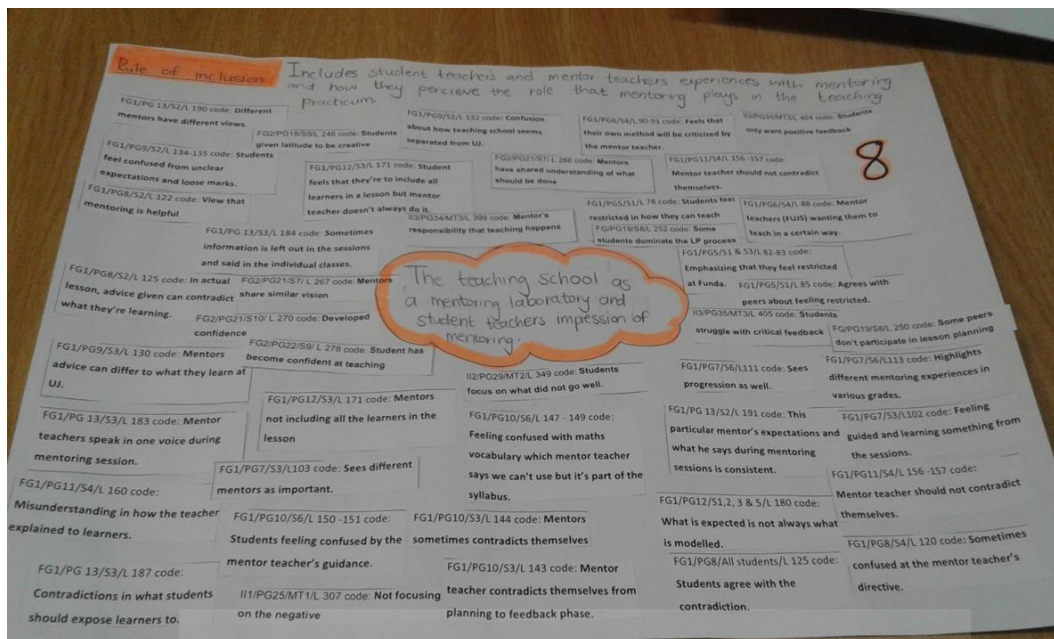 Rule of inclusion
Includes student teachers and mentor teachers experiences with mentoring
and how they percieve the role that mentoring plays in the teaching
practicum.
8
FG1/PG 13/S2/L 190 code: Different
mentors have different views.
FG2/PG18/S9/L 246 code: Students
given latitude to be creative
FG1/PG9/S2/L 132 code: Confusion
about how teaching school seems
separated from UJ.
FG1/PG6/S4/L 90-91 code: Feels that
their own method will be criticized by
the mentor teacher.
II3/PG35/MT3/L 404 code: Students
only want positive feedback
FG1/PG9/S2/L 134-135 code: Students
feel confused from unclear
expectations and loose marks.
FG1/PG12/S3/L 171 code: Student
feels that they're to include all
learners in a lesson but mentor
teacher doesn't always do it.
FG2/PG21/S7/ L 266 code: Mentors
have shared understanding of what
should be done
FG1/PG11/S4/L 156 -157 code:
Mentor teacher should not contradict
themselves.
FG1/PG8/S2/L 122 code: View that
mentoring is helpful
II3/PG34/MT3/L 399 code: Mentor's
responsibility that teaching happens
FG1/PG5/S1/L 78 code: Students feel
restricted in how they can teach
FG/PG19/S8/L 252 code: Some
students dominate the LP process
FG1/PG6/S4/L 88 code: Mentor
teachers (FUJS) wanting them to
teach in a certain way.
FG1/PG 13/S3/L 184 code: Sometimes
information is left out in the sessions
and said in the individual classes.
The teaching school as
a mentoring laboratory and
student teachers impession of
mentoring.
FG1/PG5/S1 & S3/L 82-83 code:
Emphasizing that they feel restricted
at Funda.
FG1/PG5/S1/L 85 code: Agrees with
peers about feeling restricted.
FG1/PG8/S2/L 125 code: In actual
lesson, advice given can contradict
what they're learning.
FG2/PG21/S7/ L 267 code: Mentors
share similar vision
FG2/PG21/S10/ L 270 code: Developed
confidence
II3/PG35/MT3/L 405 code: Students
struggle with critical feedback
FG/PG19/S8/L 250 code: Some peers
don't participate in lesson planning
FG1/PG9/S3/L 130 code: Mentors
advice can differ to what they learn at
UJ.
FG2/PG22/S9/ L 278 code: Student has
become confident at teaching
II2/PG29/MT2/L 349 code: Students
focus on what did not go well.
FG1/PG7/S6/L111 code: Sees
progression as well.
FG1/PG7/S6/L113 code: Highlights
different mentoring experiences in
various grades.
FG1/PG 13/S3/L 183 code: Mentor
teachers speak in one voice during
mentoring session.
FG1/PG12/S3/L 171 code: Mentors
not including all the learners in the
lesson
FG1/PG10/S6/L 147 - 149 code:
Feeling confused with maths
vocabulary which mentor teacher
says we can't use but it's part of the
syllabus.
FG1/PG 13/S2/L 191 code: This
particular mentor's expectations and
what he says during mentoring
sessions is consistent.
FG1/PG7/S3/L102 code: Feeling
guided and learning something from
the sessions.
FG1/PG7/S3/L103 code: Sees different
mentors as important.
FG1/PG11/S4/L 156 -157 code:
Mentor teacher should not contradict
themselves.
FG1/PG11/S4/L 160 code:
Misunderstanding in how the teacher
explained to learners.
FG1/PG10/S6/L 150 -151 code:
Students feeling confused by the
mentor teacher's guidance.
FG1/PG10/S3/L 144 code: Mentors
sometimes contradicts themselves
FG1/PG12/S1,2, 3 & 5/L 180 code:
What is expected is not always what
is modelled.
FG1/PG8/S4/L 120 code: Sometimes
confused at the mentor teacher's
directive.
FG1/PG 13/S3/L 187 code:
Contradictions in what students
should expose learners to.
II1/PG25/MT1/L 307 code: Not focusing
on the negative
FG1/PG10/S3/L 143 code: Mentor
teacher contradicts themselves from
planning to feedback phase.
FG1/PG8/All students/L 125 code:
Students agree with the
contradiction.